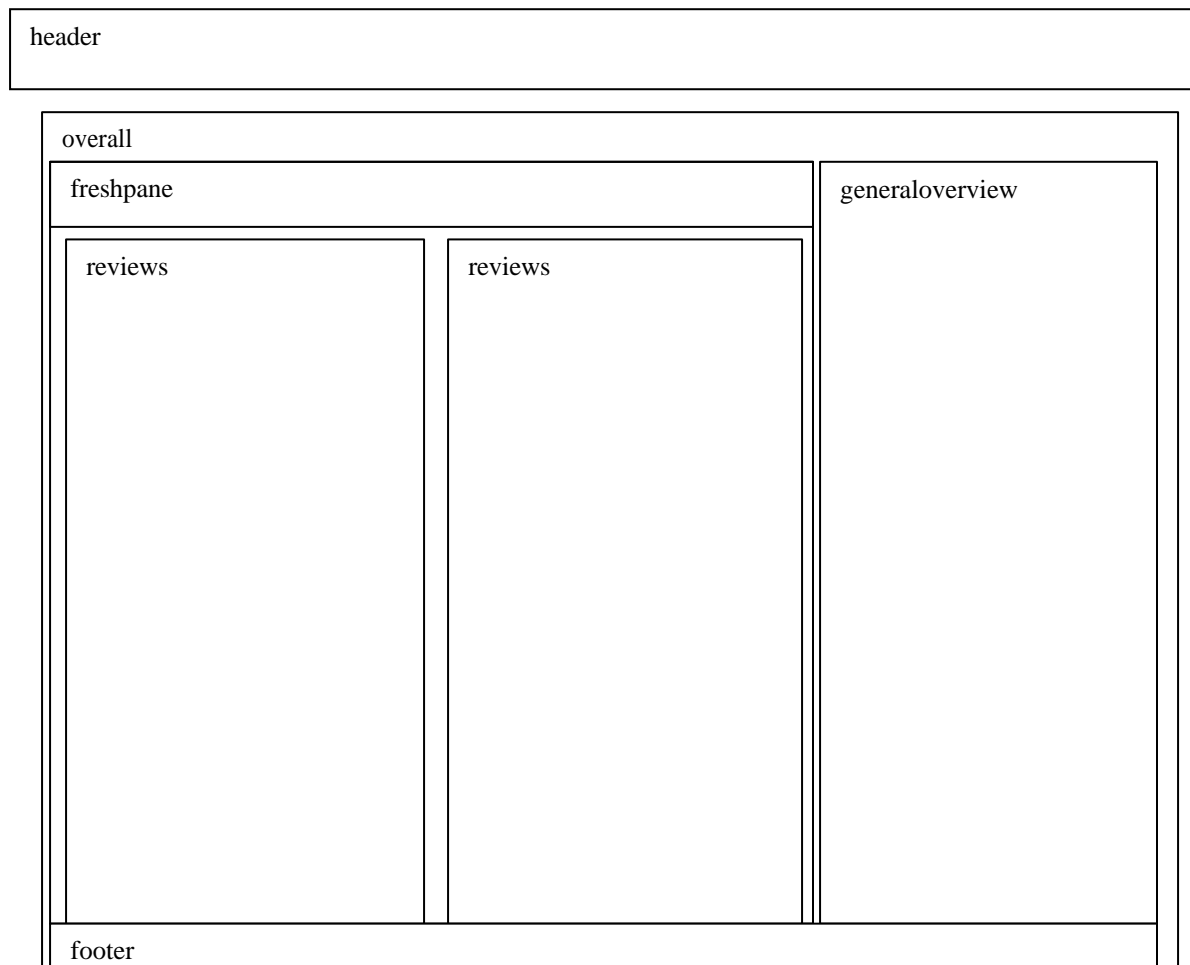 header
overall
freshpane
generaloverview
reviews
reviews
footer